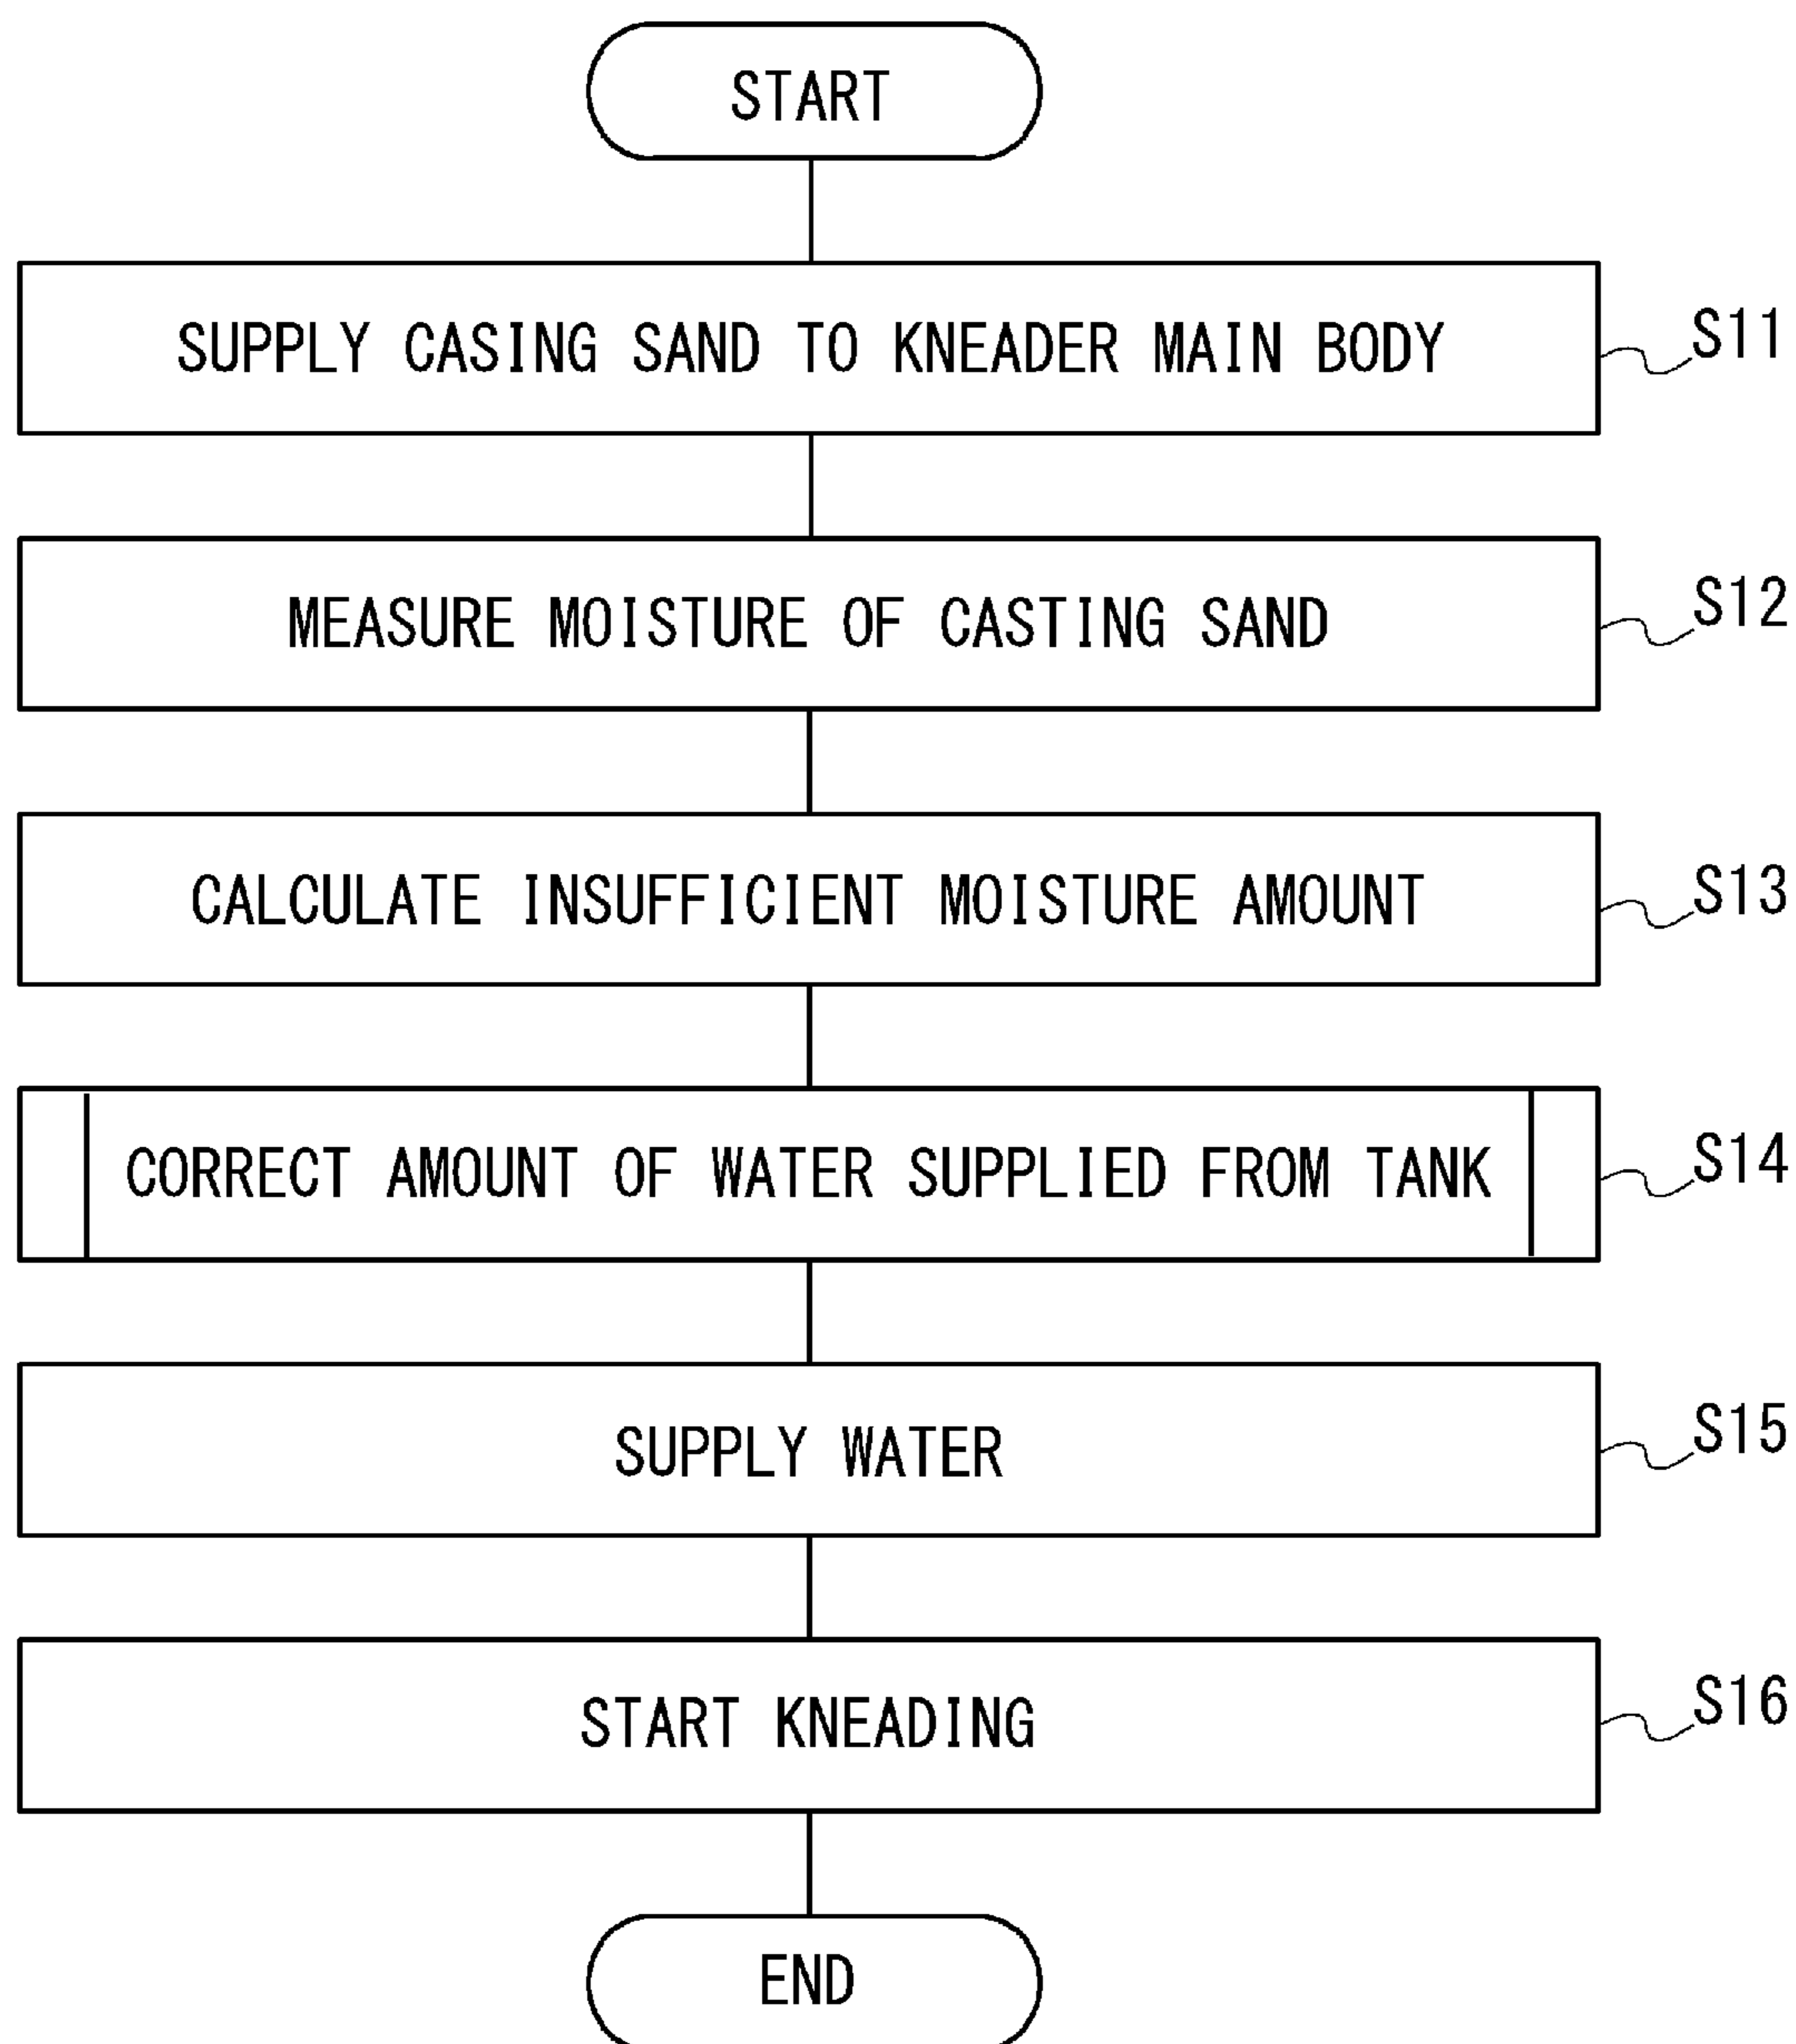 START
SUPPLY CASING SAND TO KNEADER MAIN BODY
S11
MEASURE MOISTURE OF CASTING SAND
S12
CALCULATE INSUFFICIENT MOISTURE AMOUNT
S13
CORRECT AMOUNT OF WATER SUPPLIED FROM TANK
S14
SUPPLY WATER
S15
START KNEADING
S16
END